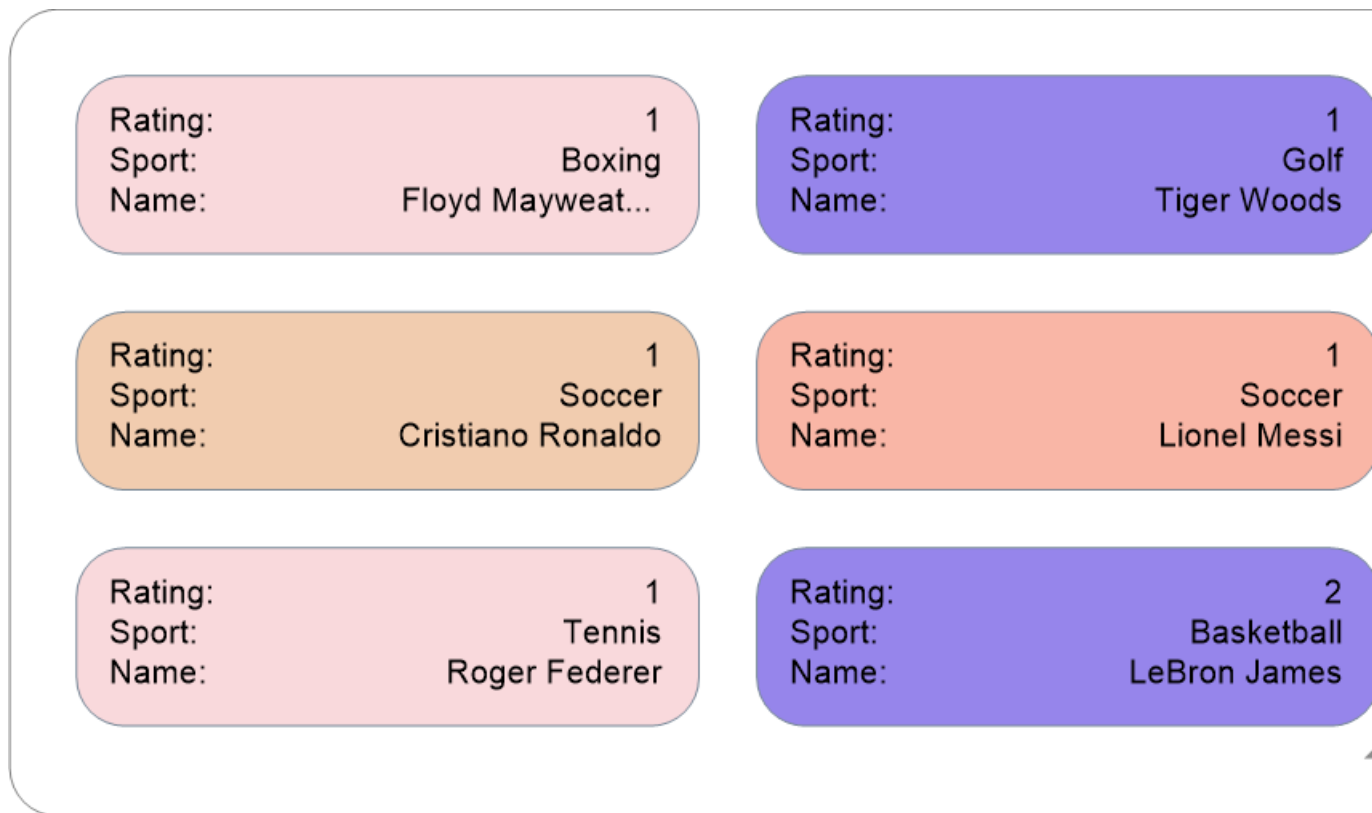 Rating: 1
Sport: Boxing
Name: Floyd Mayweat...
Rating: 1
Sport: Golf
Name: Tiger Woods
Rating: 1
Sport: Soccer
Name: Cristiano Ronaldo
Rating: 1
Sport: Soccer
Name: Lionel Messi
Rating: 1
Sport: Tennis
Name: Roger Federer
Rating: 2
Sport: Basketball
Name: LeBron James